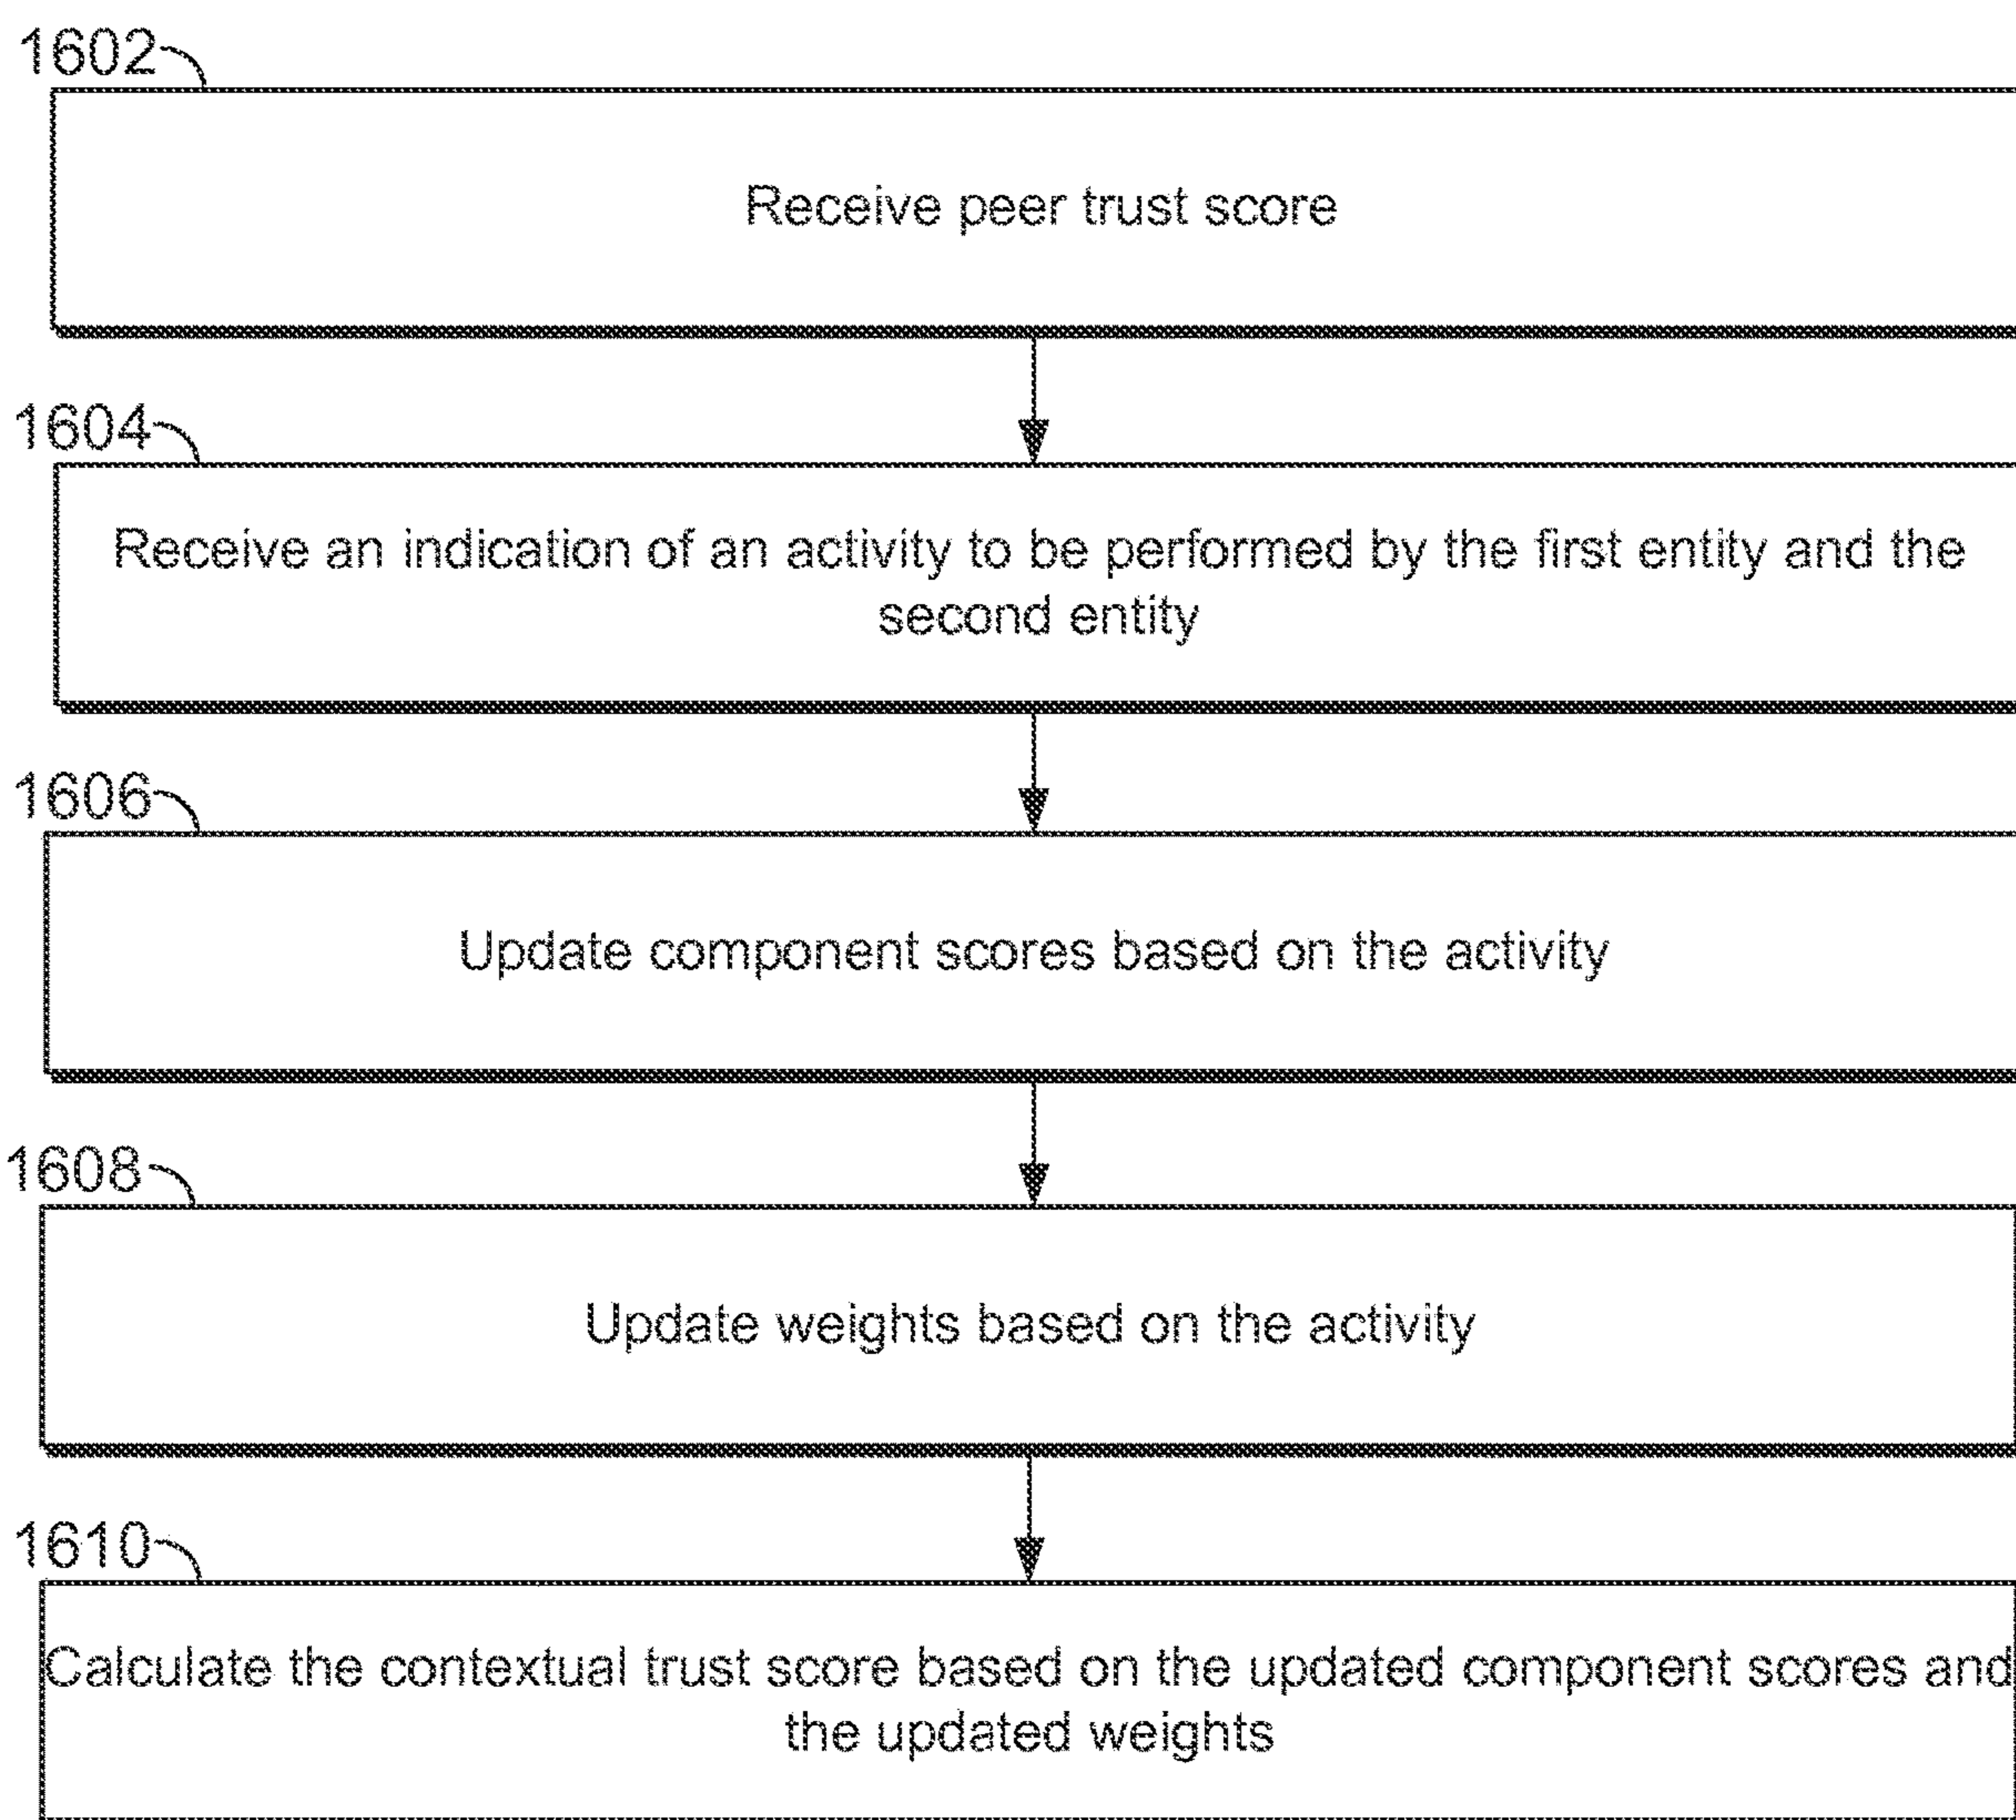 1602
Receive peer trust score
1604
Receive an indication of an activity to be performed by the first entity and the
second entity
1606
Update component scores based on the activity
1608
Update weights based on the activity
1610
Calculate the contextual trust score based on the updated component scores and
the updated weights